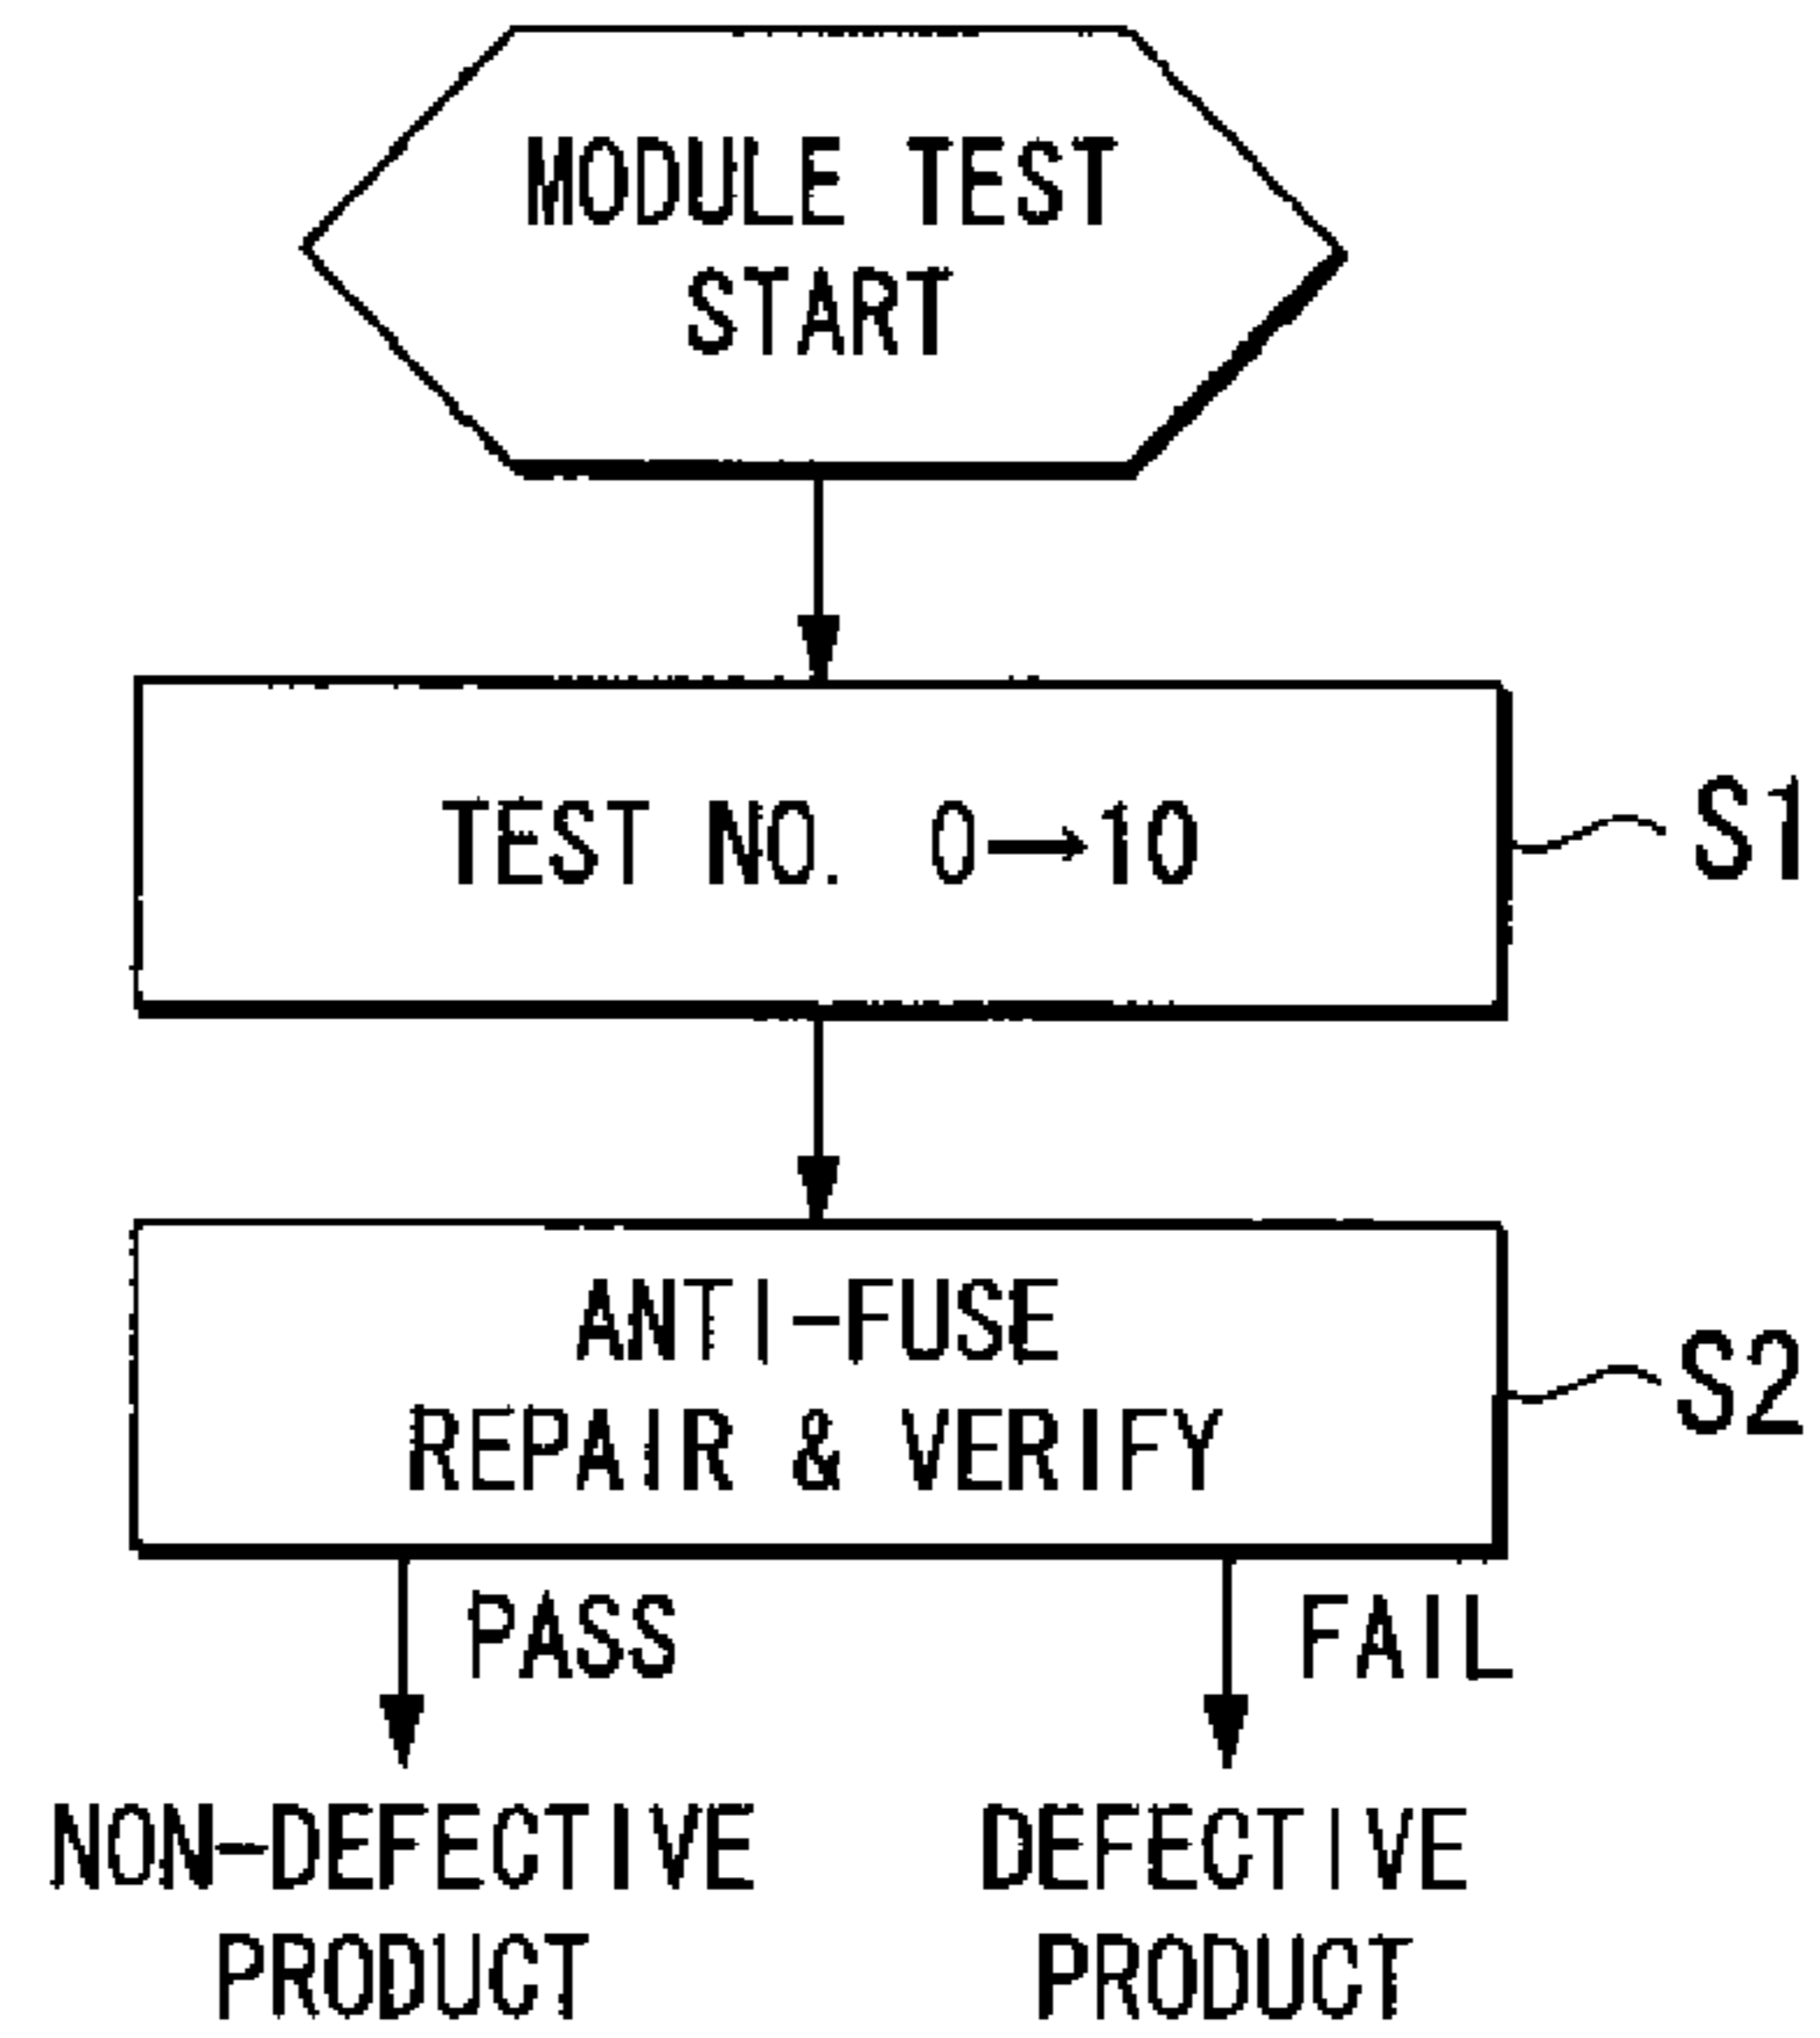 MODULE TEST
START
TEST NO. 0→10
S1
ANTI-FUSE
REPAIR & VERIFY
S2
PASS
FAIL
NON-DEFECTIVE
PRODUCT
DEFECTIVE
PRODUCT